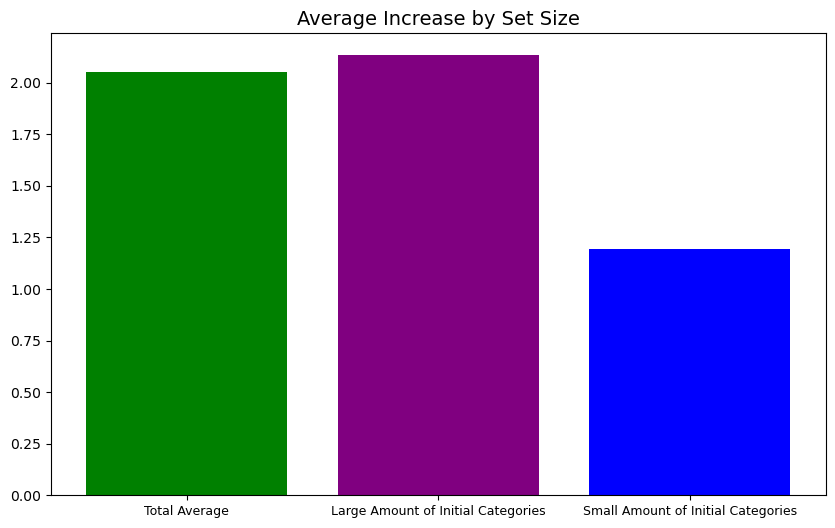 Average Increase by Set Size
2.00
1.75
1.50
1.25
1.00
0.75
0.50
0.25
0.00
Total Average
Large Amount of Initial Categories
Small Amount of Initial Categories